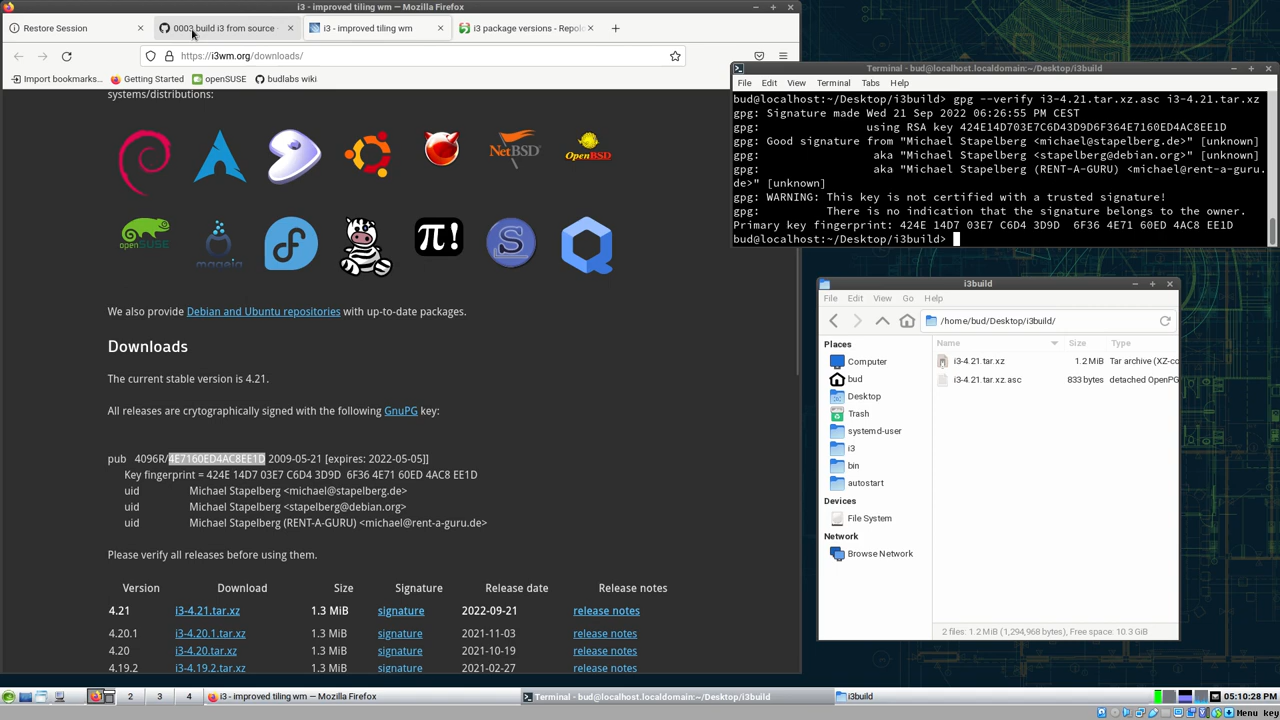 i3 - improved tiling wm — Mozilla Firefox
Restore Session
0003 build i3 from source
i3 - improved tiling wm
i3 package versions - Repolo
https://i3wm.org/downloads/
Import bookmarks...
Getting Started
openSUSE
budlabs wiki
systems/distributions:
NetBSD
OpenBSD
openSUSE
mageia
π!
We also provide Debian and Ubuntu repositories with up-to-date packages.
Downloads
The current stable version is 4.21.
All releases are crytographically signed with the following GnuPG key:
pub 4096R/4E7160ED4AC8EE1D 2009-05-21 [expires: 2022-05-05]]
Key fingerprint = 424E 14D7 03E7 C6D4 3D9D 6F36 4E71 60ED 4AC8 EE1D
uid Michael Stapelberg <michael@stapelberg.de>
uid Michael Stapelberg <stapelberg@debian.org>
uid Michael Stapelberg (RENT-A-GURU) <michael@rent-a-guru.de>
Please verify all releases before using them.
Version Download Size Signature Release date Release notes
4.21 i3-4.21.tar.xz 1.3 MiB signature 2022-09-21 release notes
4.20.1 i3-4.20.1.tar.xz 1.3 MiB signature 2021-11-03 release notes
4.20 i3-4.20.tar.xz 1.3 MiB signature 2021-10-19 release notes
4.19.2 i3-4.19.2.tar.xz 1.3 MiB signature 2021-02-27 release notes
Terminal - bud@localhost.localdomain:~/Desktop/i3build
File Edit View Terminal Tabs Help
bud@localhost:~/Desktop/i3build> gpg --verify i3-4.21.tar.xz.asc i3-4.21.tar.xz
gpg: Signature made Wed 21 Sep 2022 06:26:55 PM CEST
gpg: using RSA key 424E14D703E7C6D43D9D6F364E7160ED4AC8EE1D
gpg: Good signature from "Michael Stapelberg <michael@stapelberg.de>" [unknown]
gpg: aka "Michael Stapelberg <stapelberg@debian.org>" [unknown]
gpg: aka "Michael Stapelberg (RENT-A-GURU) <michael@rent-a-guru.
de>" [unknown]
gpg: WARNING: This key is not certified with a trusted signature!
gpg: There is no indication that the signature belongs to the owner.
Primary key fingerprint: 424E 14D7 03E7 C6D4 3D9D 6F36 4E71 60ED 4AC8 EE1D
bud@localhost:~/Desktop/i3build>
i3build
File Edit View Go Help
/home/bud/Desktop/i3build/
Places
Computer
bud
Desktop
Trash
systemd-user
i3
bin
autostart
Devices
File System
Network
Browse Network
Name Size Type
i3-4.21.tar.xz 1.2 MiB Tar archive (XZ-co
i3-4.21.tar.xz.asc 833 bytes detached OpenPG
2 files: 1.2 MiB (1,294,968 bytes), Free space: 10.3 GiB
2 3 4
i3 - improved tiling wm — Mozilla Firefox
Terminal - bud@localhost.localdomain:~/Desktop/i3build
i3build
05:10:28 PM
Menu key